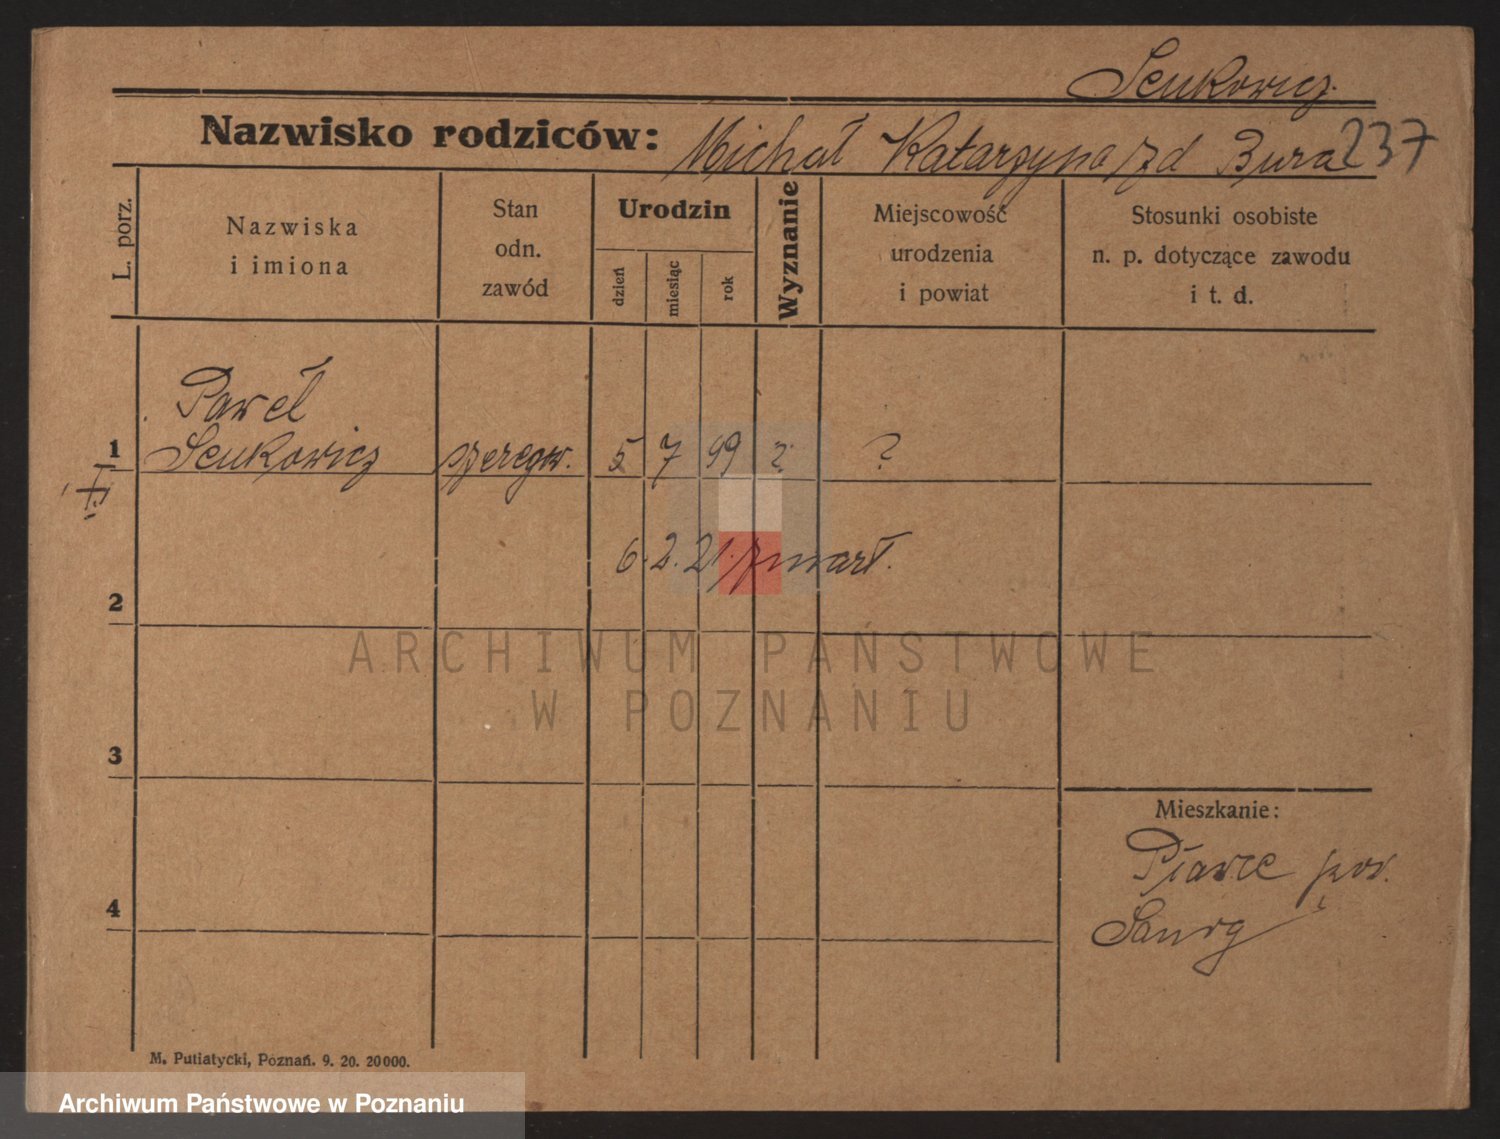 Senkowicz
Nazwisko rodziców: Michał Katarzyna z d Bura 237
L. porz.
Nazwiska
i imiona
Stan
odn.
zawód
Urodzin
dzień
miesiąc
rok
Wyznanie
Miejscowość
urodzenia
i powiat
Stosunki osobiste
n. p. dotyczące zawodu
i t. d.
Paweł
1 Senkowicz szeregow. 5 7 99 ? ?
6. 2. 21. zmarł.
2
ARCHIWUM PAŃSTWOWE
W POZNANIU
3
Mieszkanie:
pow.
4
M. Putiatycki, Poznań. 9. 20. 20000.
Archiwum Państwowe w Poznaniu